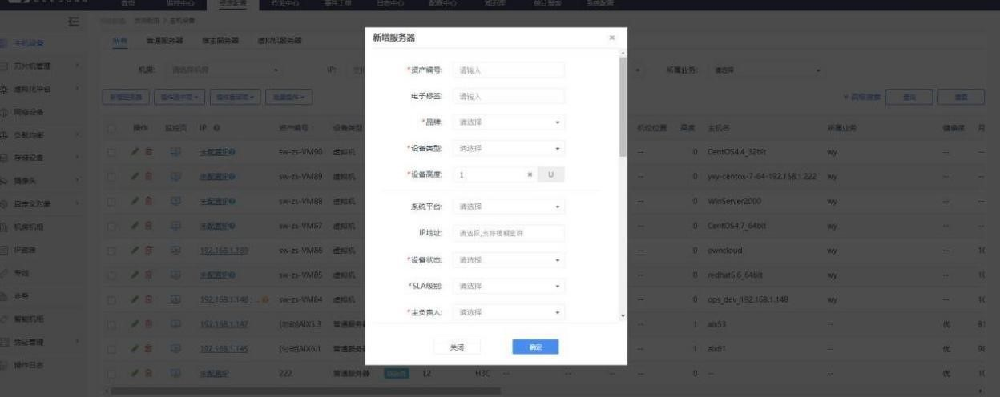 首页 监控中心 资源配置 作业中心 事件工单 日志中心 配置中心 知识库 统计报表 系统配置
资源配置 > 主机设备
主机设备
刀片机管理
虚拟化平台
网络设备
负载均衡
存储设备
摄像头
自定义对象
机房机柜
IP资源
专线
业务
智能机柜
凭证管理
操作日志
所有 普通服务器 宿主服务器 虚拟机服务器
机房: 请选择机房 IP: 所属业务: 请选择
新增服务器 操作选中项 操作查询项 批量操作 高级搜索 查询 重置
操作 监控页 IP 资产编号 设备类型 机位位置 高度 主机名 所属业务 健康度
未配置IP sw-zs-VM90 虚拟机 -- 0 CentOS4.4_32bit wy -- --
未配置IP sw-zs-VM89 虚拟机 -- 0 yxy-centos-7-64-192.168.1.222 wy -- --
未配置IP sw-zs-VM88 虚拟机 -- 0 WinServer2000 wy -- --
未配置IP sw-zs-VM87 虚拟机 -- 0 CentOS4.7_64bit wy -- --
192.168.1.189 sw-zs-VM86 虚拟机 -- 0 owncloud wy -- 10
未配置IP sw-zs-VM85 虚拟机 -- 0 redhat5.6_64bit wy -- 10
192.168.1.148 ; ... sw-zs-VM84 虚拟机 -- 0 ops_dev_192.168.1.148 wy -- 10
192.168.1.147 [勿动]AIX5.3 普通服务器 -- 1 aix53 -- 优
192.168.1.145 [勿动]AIX6.1 普通服务器 -- 1 aix61 -- 优
未配置IP 222 普通服务器 L2 H3C -- -- -- -- 0 -- -- 优 10
新增服务器 ×
*资产编号: 请输入
电子标签: 请输入
*品牌: 请选择
*设备类型: 请选择
*设备高度: 1 U
系统平台: 请选择
IP地址: 请选择,支持模糊查询
*设备状态: 请选择
*SLA级别: 请选择
*主负责人: 请选择
关闭 确定